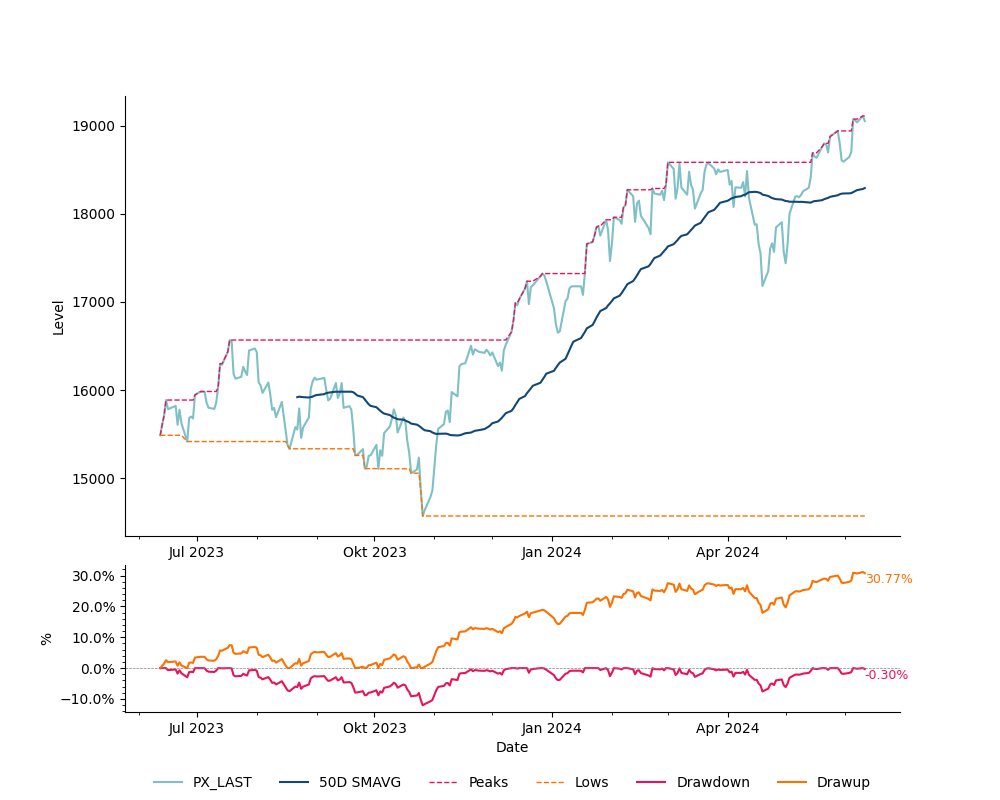 19000
18000
17000
16000
15000
Level
Jul 2023
Okt 2023
Jan 2024
Apr 2024
30.0%
20.0%
10.0%
0.0%
−10.0%
%
30.77%
-0.30%
Jul 2023
Okt 2023
Jan 2024
Apr 2024
Date
PX_LAST
50D SMAVG
Peaks
Lows
Drawdown
Drawup